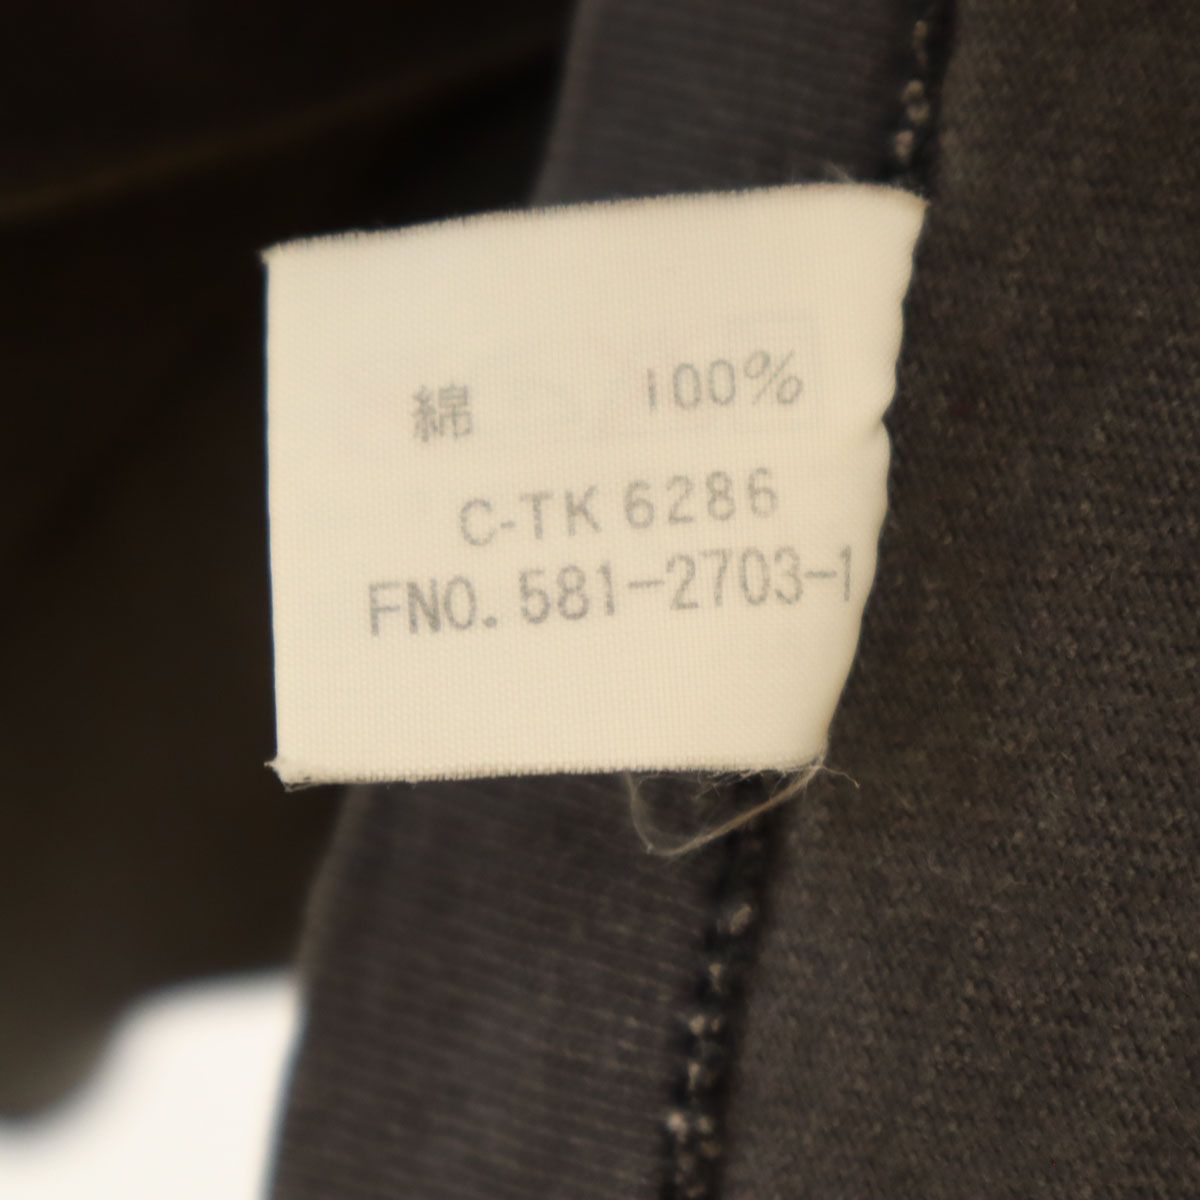 綿 100%
C-TK 6286
FNO. 581-2703-1